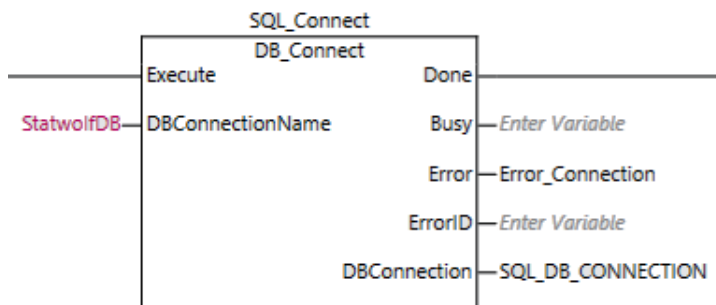 SQL_Connect
DB_Connect
Execute Done
StatwolfDB DBConnectionName Busy Enter Variable
Error Error_Connection
ErrorID Enter Variable
DBConnection SQL_DB_CONNECTION